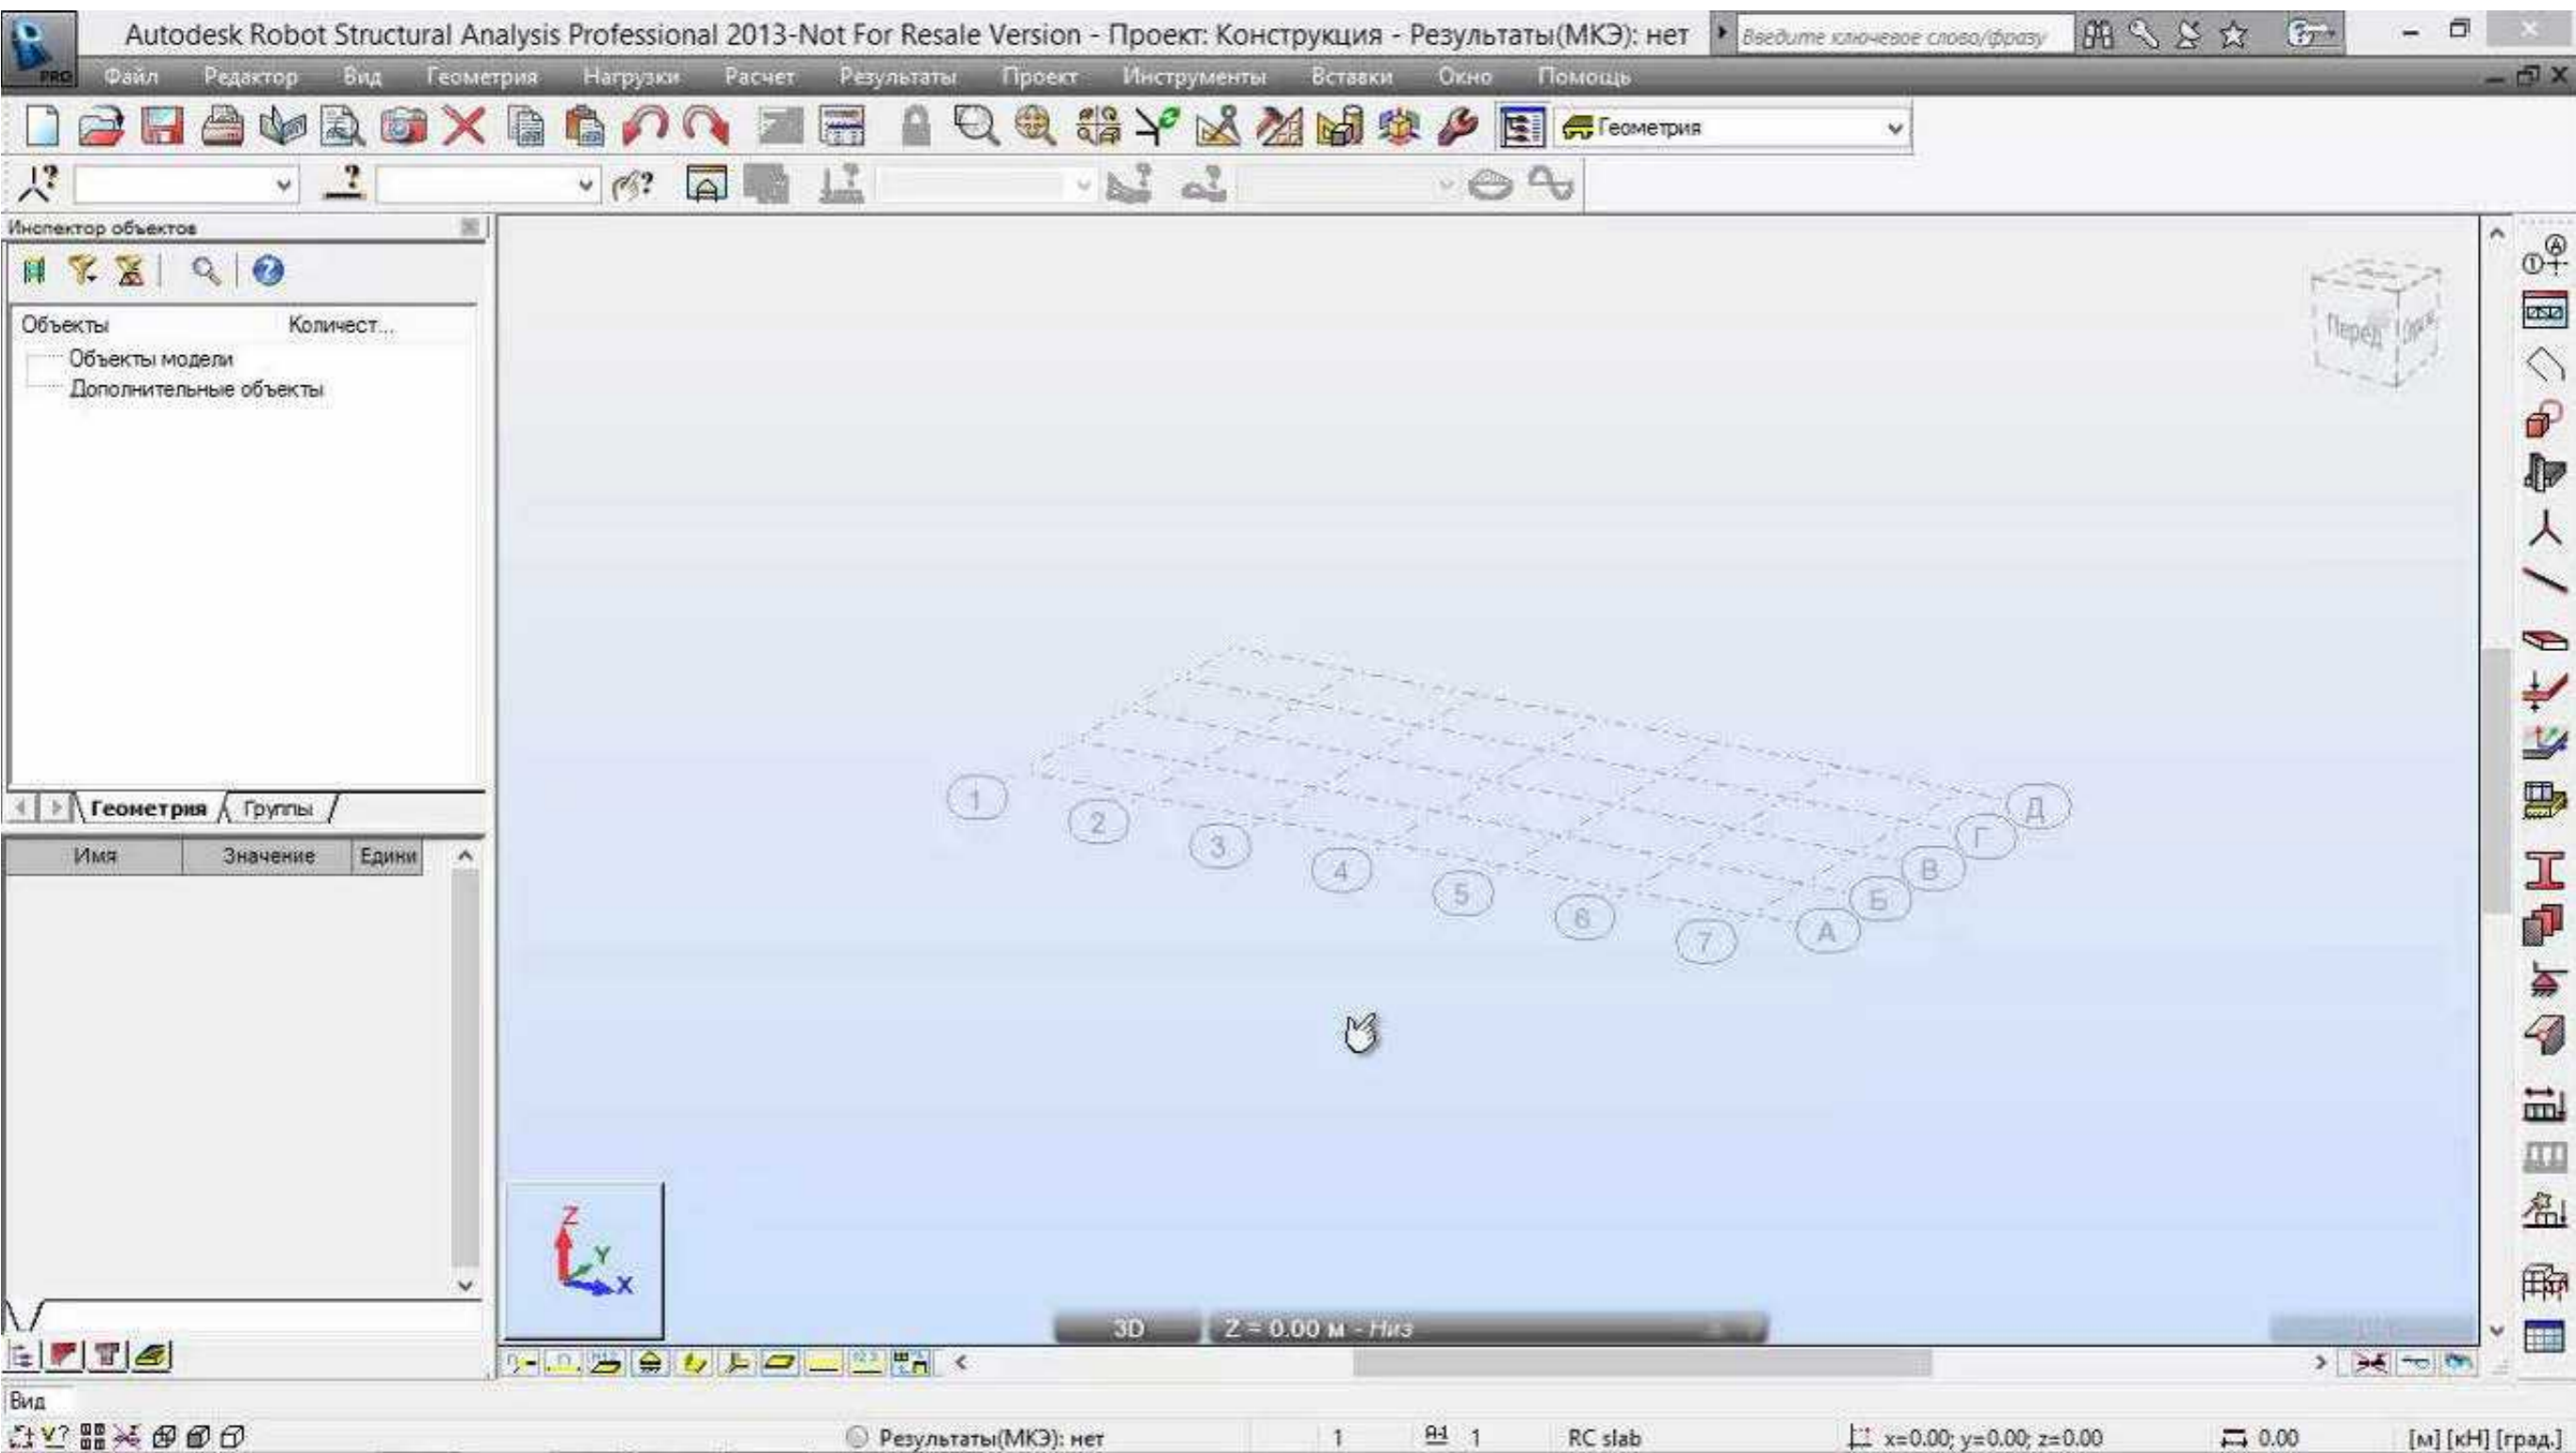 Autodesk Robot Structural Analysis Professional 2013-Not For Resale Version - Проект: Конструкция - Результаты(МКЭ): нет
Введите ключевое слово/фразу
PRO
Файл Редактор Вид Геометрия Нагрузки Расчет Результаты Проект Инструменты Вставки Окно Помощь
Геометрия
Инспектор объектов
Объекты Количест...
Объекты модели
Дополнительные объекты
Перед
Геометрия Группы
Имя Значение Едини
1 2 3 4 5 6 7
А Б В Г Д
Z
Y
X
3D Z = 0.00 м - Низ
Вид
Результаты(МКЭ): нет 1 1 RC slab x=0.00; y=0.00; z=0.00 0.00 [м] [кН] [град.]